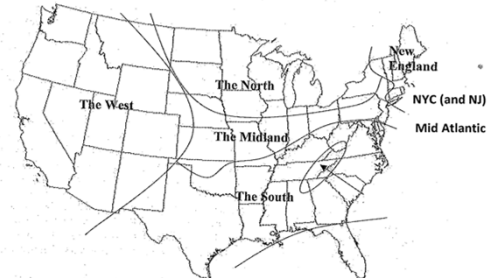 New
England
The North
The West
NYC (and NJ)
Mid Atlantic
The Midland
The South